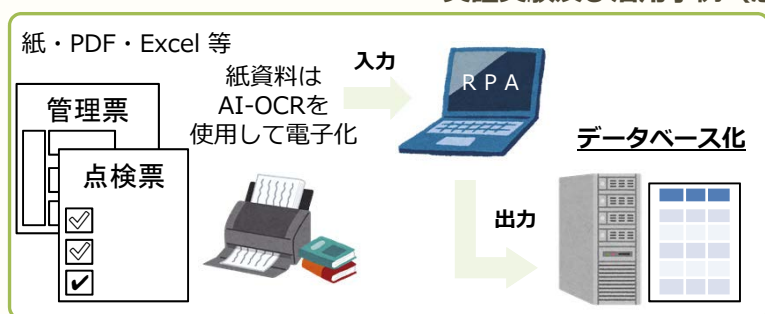 紙・PDF・Excel 等
管理票
点検票
紙資料は
AI-OCRを
使用して電子化
入力
RPA
出力
データベース化